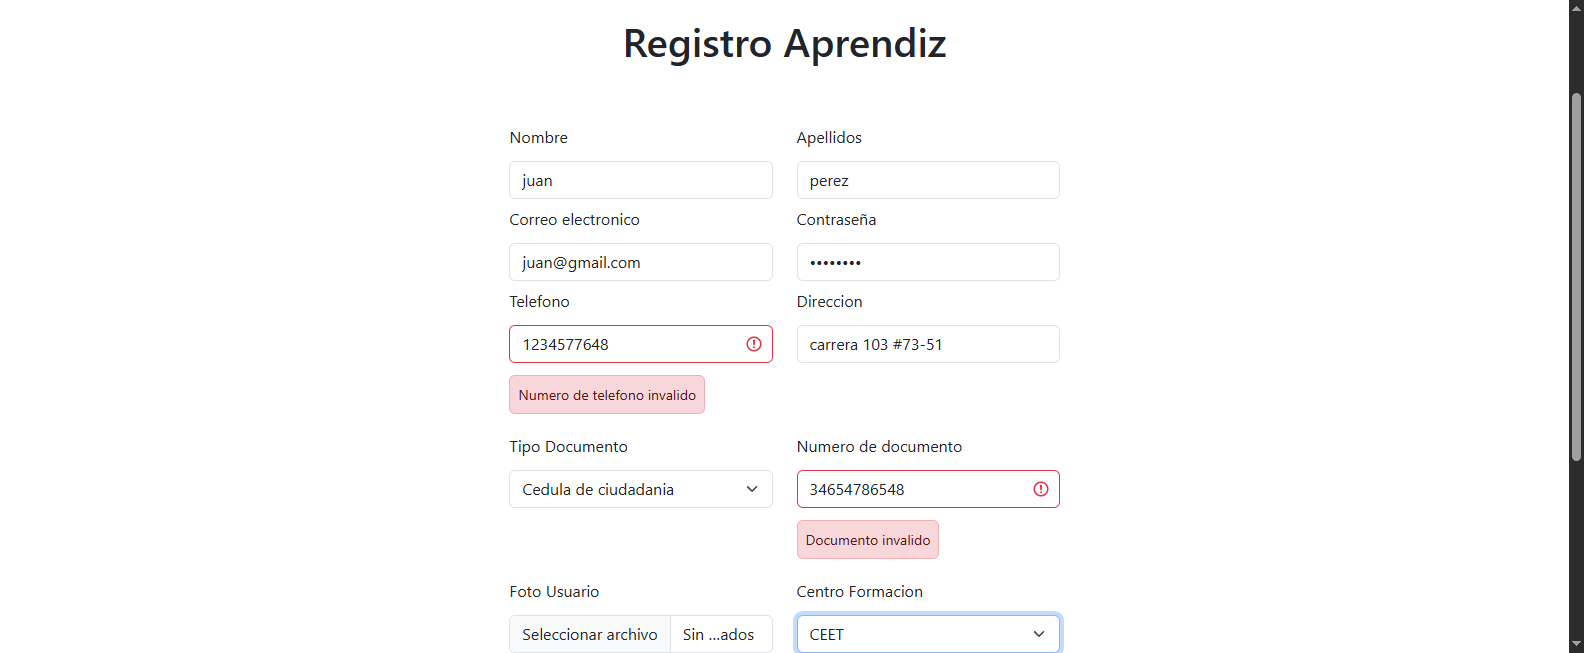 Registro Aprendiz
Nombre
Apellidos
juan
perez
Correo electronico
Contraseña
juan@gmail.com
••••••••
Telefono
Direccion
1234577648
carrera 103 #73-51
Numero de telefono invalido
Tipo Documento
Numero de documento
Cedula de ciudadania
34654786548
Documento invalido
Foto Usuario
Centro Formacion
Seleccionar archivo
Sin ...ados
CEET